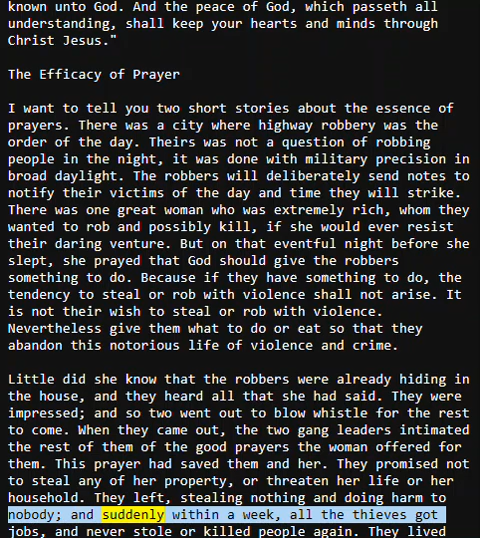 known unto God. And the peace of God, which passeth all
understanding, shall keep your hearts and minds through
Christ Jesus."
The Efficacy of Prayer
I want to tell you two short stories about the essence of
prayers. There was a city where highway robbery was the
order of the day. Theirs was not a question of robbing
people in the night, it was done with military precision in
broad daylight. The robbers will deliberately send notes to
notify their victims of the day and time they will strike.
There was one great woman who was extremely rich, whom they
wanted to rob and possibly kill, if she would ever resist
their daring venture. But on that eventful night before she
slept, she prayed that God should give the robbers
something to do. Because if they have something to do, the
tendency to steal or rob with violence shall not arise. It
is not their wish to steal or rob with violence.
Nevertheless give them what to do or eat so that they
abandon this notorious life of violence and crime.
Little did she know that the robbers were already hiding in
the house, and they heard all that she had said. They were
impressed; and so two went out to blow whistle for the rest
to come. When they came out, the two gang leaders intimated
the rest of them of the good prayers the woman offered for
them. This prayer had saved them and her. They promised not
to steal any of her property, or threaten her life or her
household. They left, stealing nothing and doing harm to
nobody; and suddenly within a week, all the thieves got
jobs, and never stole or killed people again. They lived